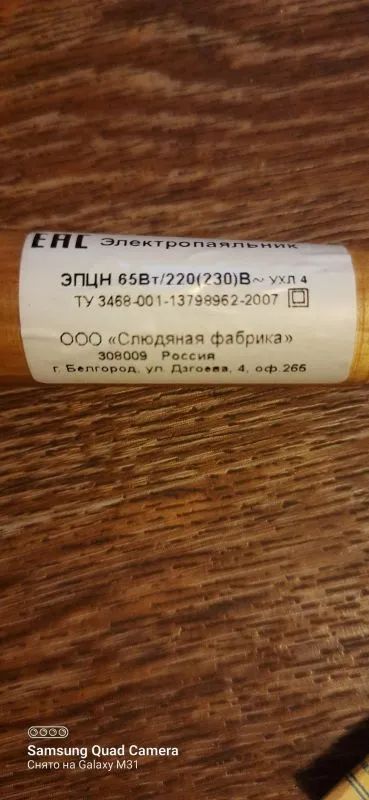 EAC Электропаяльник
ЭПЦН 65Вт/220(230)В~ УХЛ 4
ТУ 3468-001-13798962-2007
ООО «Слюдяная фабрика»
308009 Россия
г. Белгород, ул. Дзгоева, 4, оф.266
Samsung Quad Camera
Снято на Galaxy M31